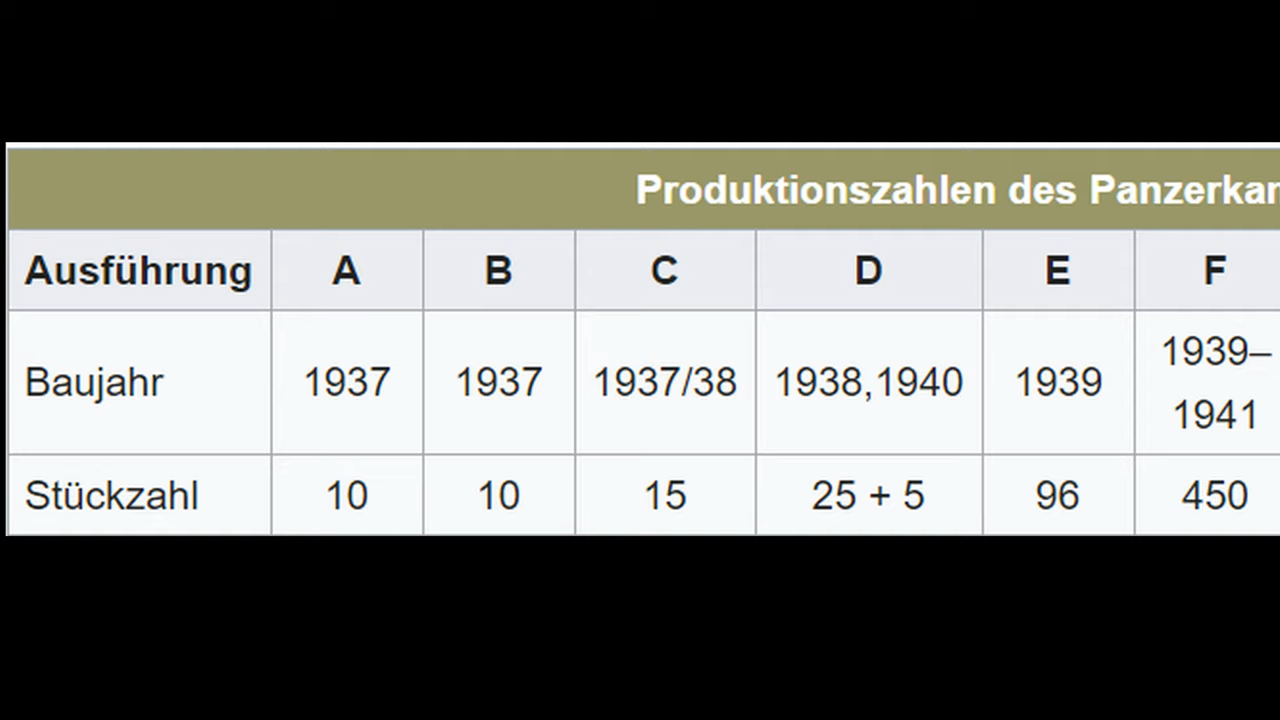 Produktionszahlen des Panzerkar
Ausführung A B C D E F
Baujahr 1937 1937 1937/38 1938,1940 1939 1939–
1941
Stückzahl 10 10 15 25 + 5 96 450